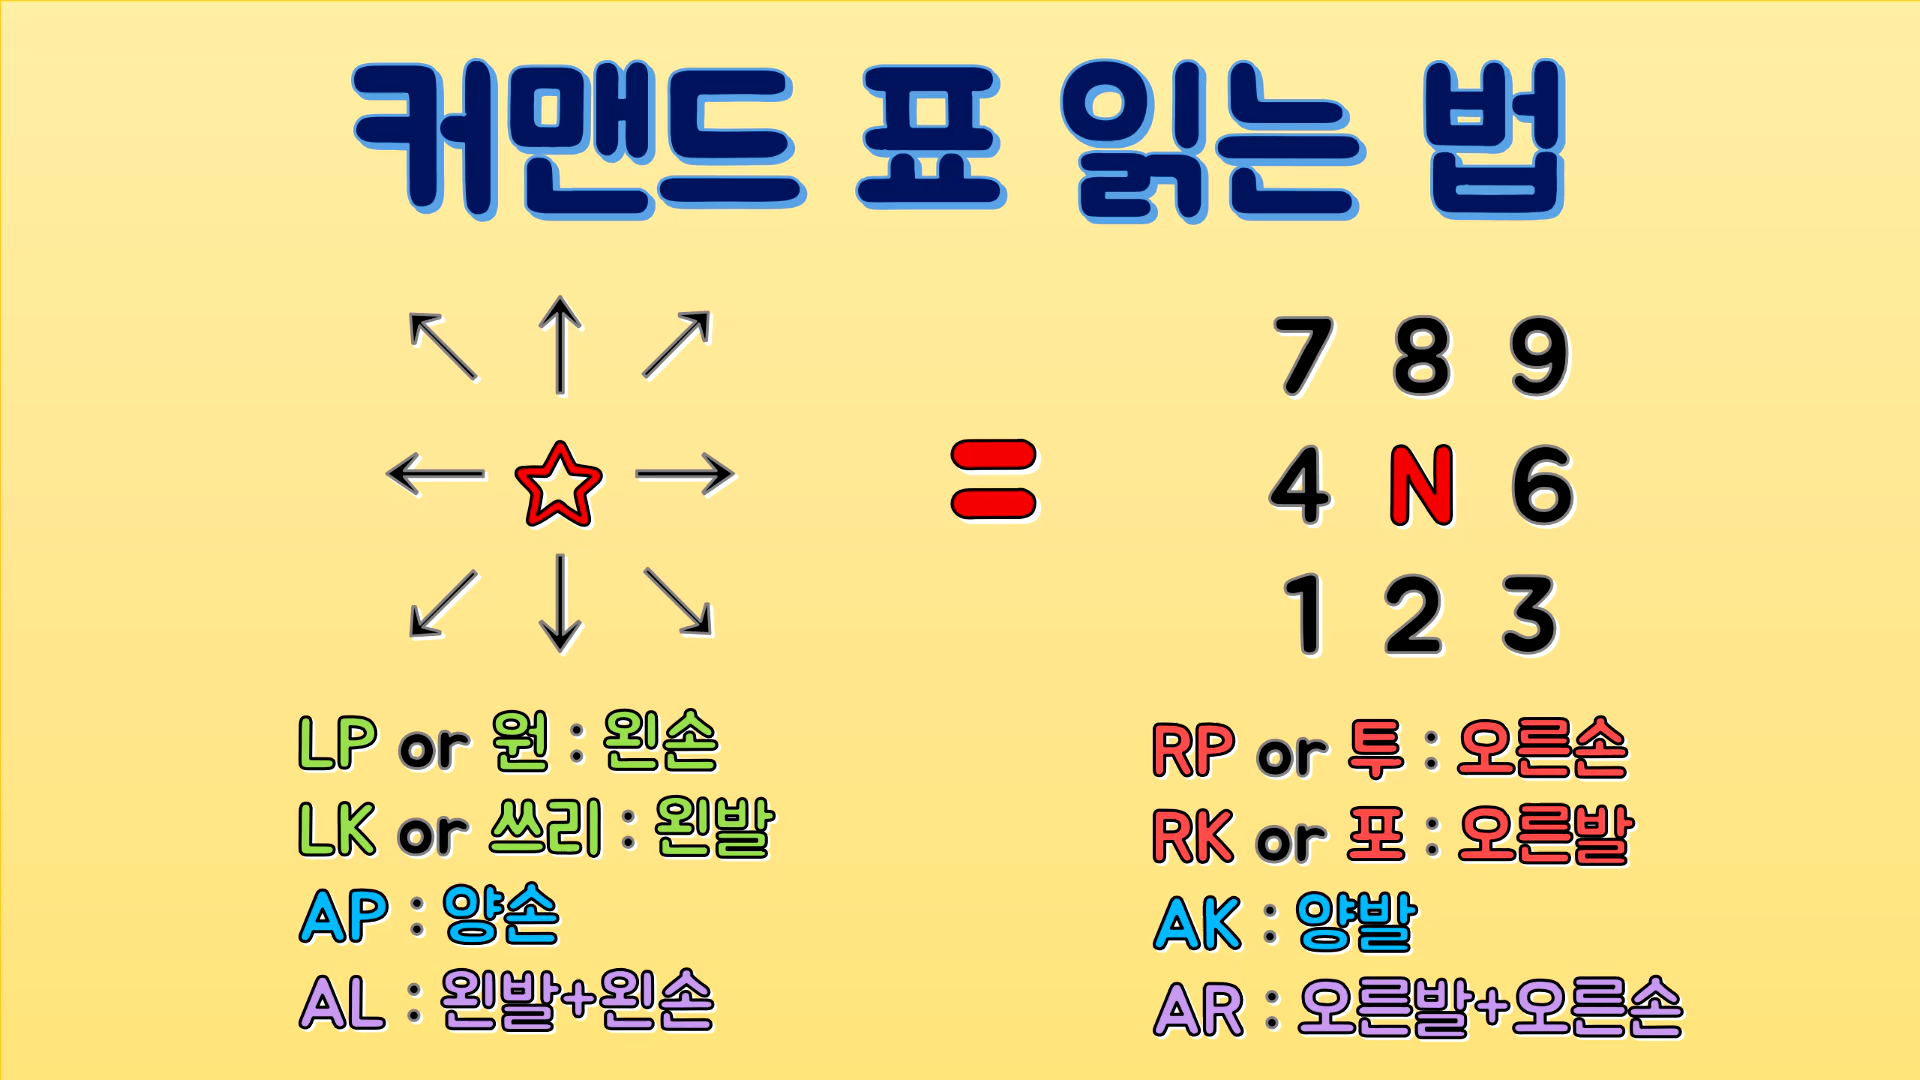 커맨드 표 읽는 법
↖ ↑ ↗ 7 8 9
← ☆ → = 4 N 6
↙ ↓ ↘ 1 2 3
LP or 원 : 왼손
LK or 쓰리 : 왼발
AP : 양손
AL : 왼발+왼손
RP or 투 : 오른손
RK or 포 : 오른발
AK : 양발
AR : 오른발+오른손